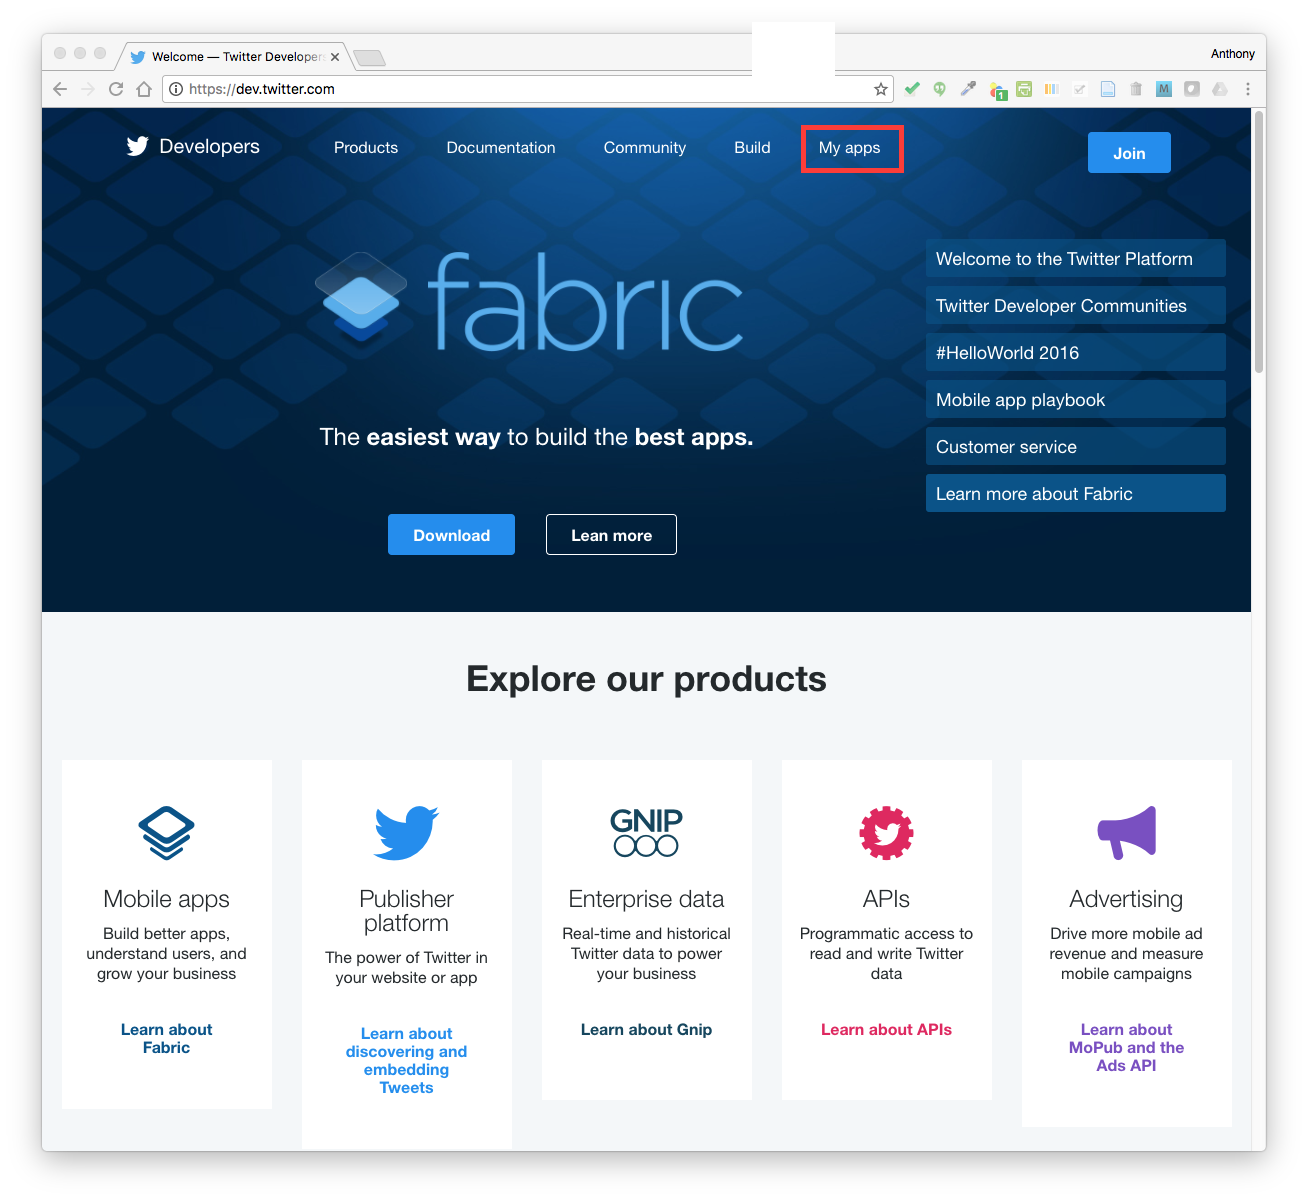 Welcome — Twitter Developer
Anthony
https://dev.twitter.com
1
M
Developers
Products
Documentation
Community
Build
My apps
Join
fabric
Welcome to the Twitter Platform
Twitter Developer Communities
#HelloWorld 2016
Mobile app playbook
Customer service
Learn more about Fabric
The easiest way to build the best apps.
Download
Lean more
Explore our products
Mobile apps
Build better apps,
understand users, and
grow your business
Learn about
Fabric
Publisher
platform
The power of Twitter in
your website or app
Learn about
discovering and
embedding
Tweets
GNIP
Enterprise data
Real-time and historical
Twitter data to power
your business
Learn about Gnip
APIs
Programmatic access to
read and write Twitter
data
Learn about APIs
Advertising
Drive more mobile ad
revenue and measure
mobile campaigns
Learn about
MoPub and the
Ads API